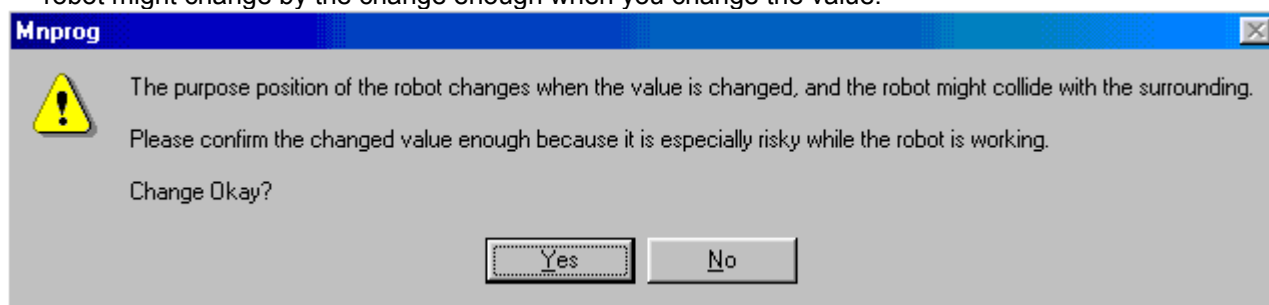 robot might change by the change enough when you change the value.
Mnprog
The purpose position of the robot changes when the value is changed, and the robot might collide with the surrounding.
Please confirm the changed value enough because it is especially risky while the robot is working.
Change Okay?
Yes
No